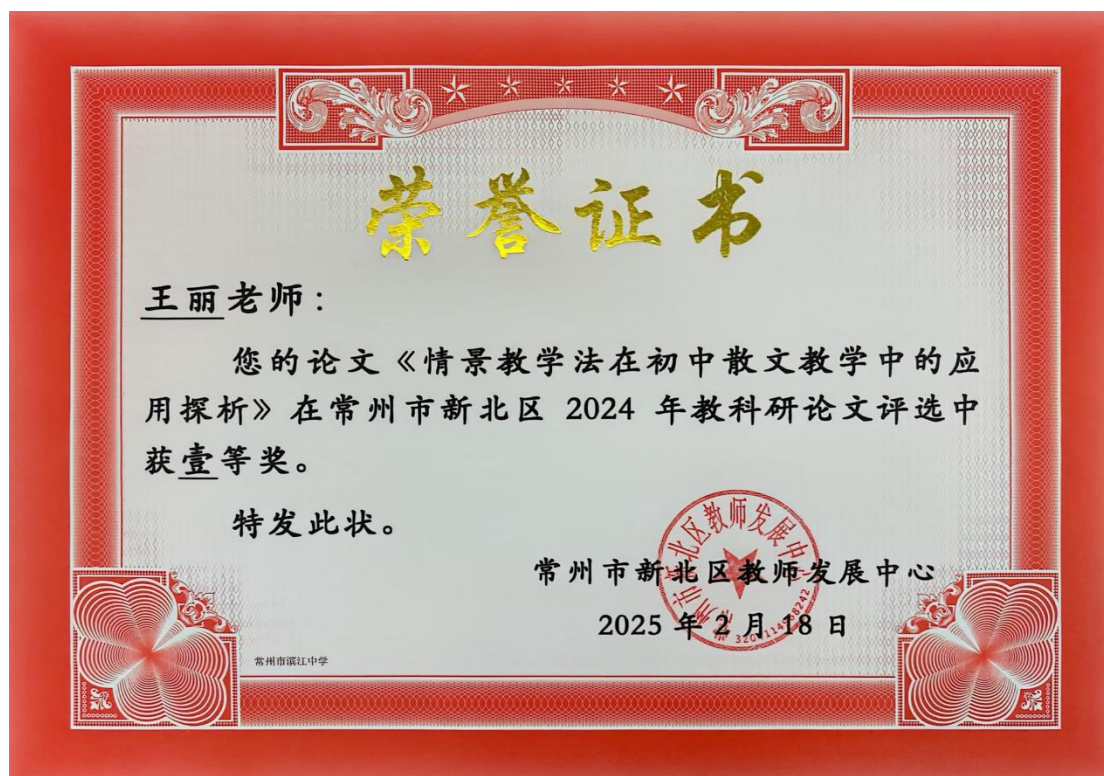 荣誉证书
王丽老师：
您的论文《情景教学法在初中散文教学中的应
用探析》在常州市新北区 2024 年教科研论文评选中
获壹等奖。
特发此状。
常州市新北区教师发展中心
2025 年 2 月 18 日
常州市滨江中学